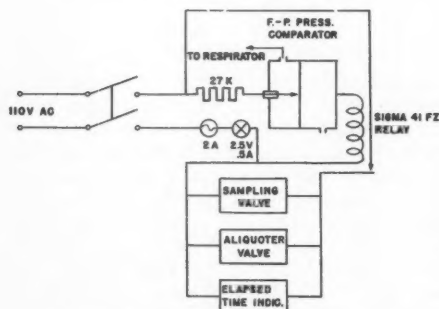 F.-P. PRESS.
COMPARATOR
TO RESPIRATOR
27 K
110V AC
SIGMA 41 FZ
RELAY
2 A
2.5V
.5A
SAMPLING
VALVE
ALIQUOTER
VALVE
ELAPSED
TIME INDIC.